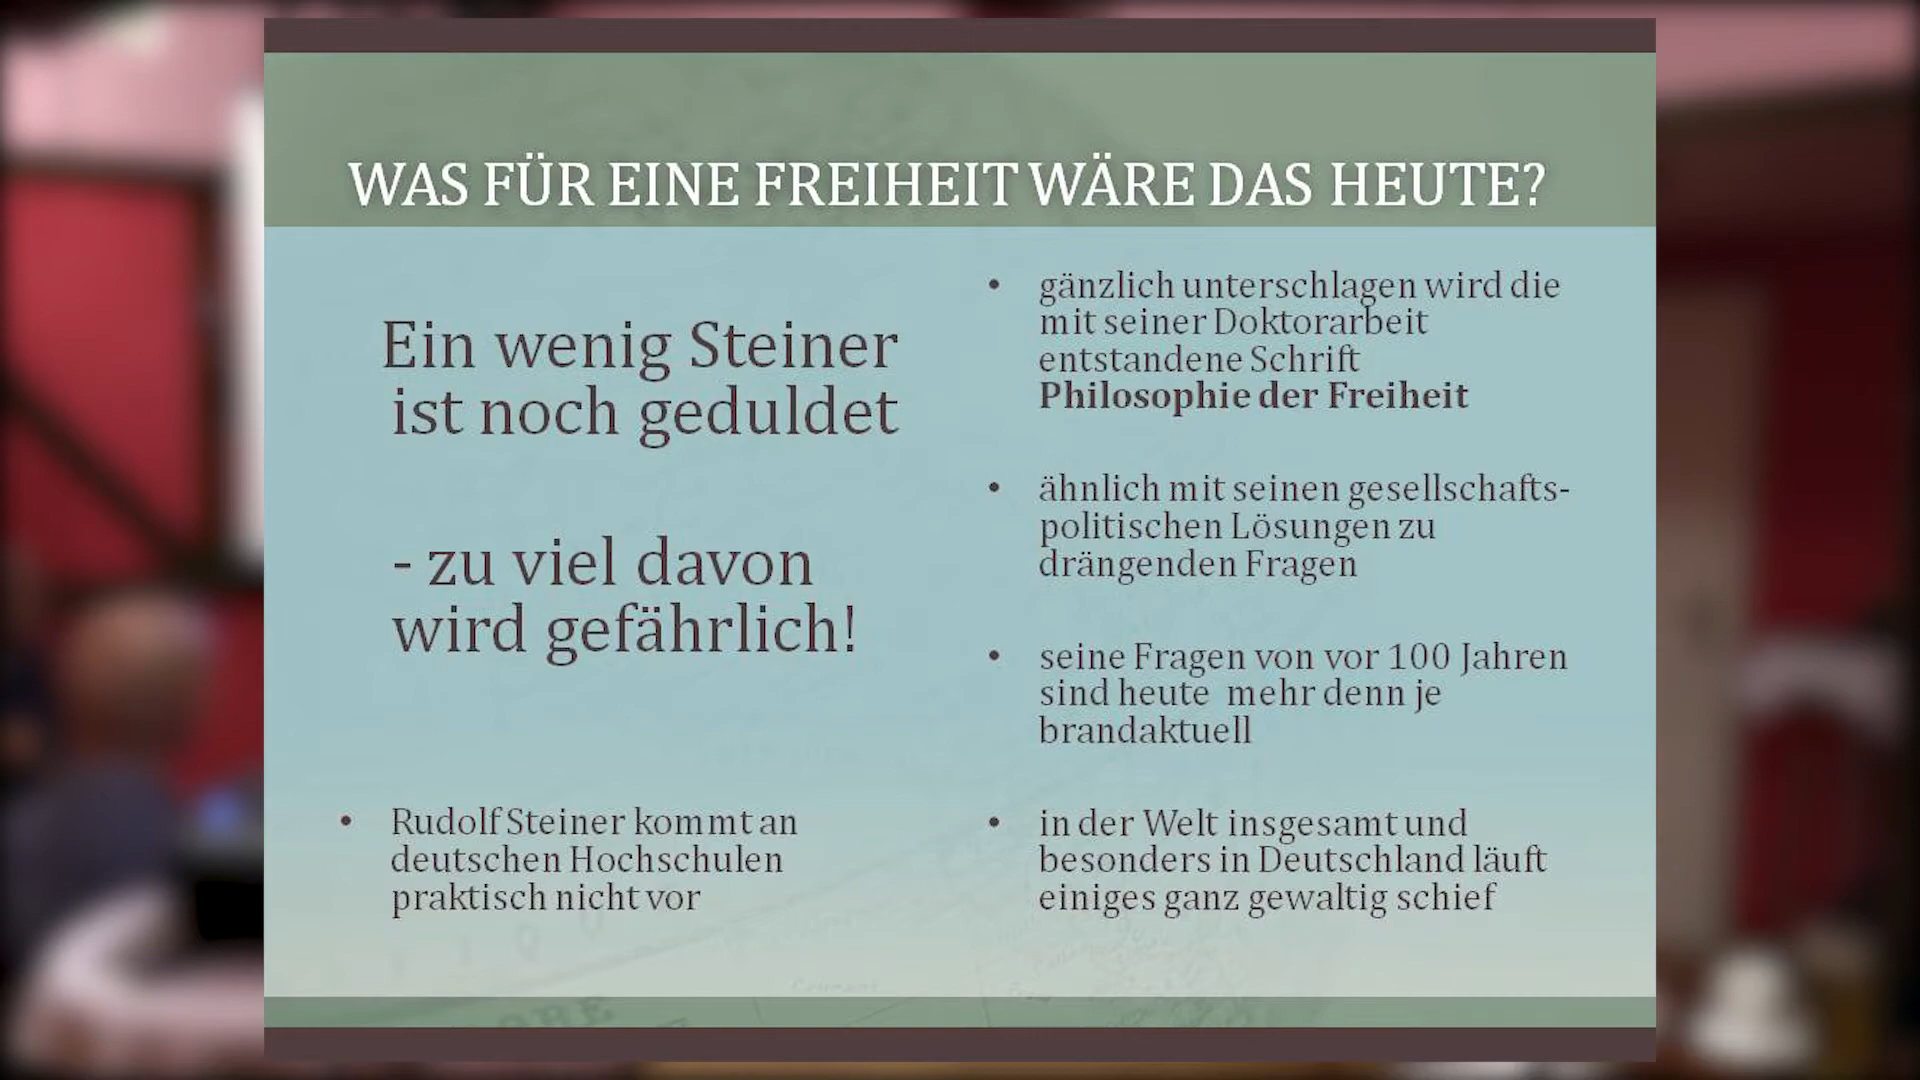 WAS FÜR EINE FREIHEIT WÄRE DAS HEUTE?
Ein wenig Steiner
ist noch geduldet
- zu viel davon
wird gefährlich!
• Rudolf Steiner kommt an
deutschen Hochschulen
praktisch nicht vor
• gänzlich unterschlagen wird die
mit seiner Doktorarbeit
entstandene Schrift
Philosophie der Freiheit
• ähnlich mit seinen gesellschafts-
politischen Lösungen zu
drängenden Fragen
• seine Fragen von vor 100 Jahren
sind heute mehr denn je
brandaktuell
• in der Welt insgesamt und
besonders in Deutschland läuft
einiges ganz gewaltig schief